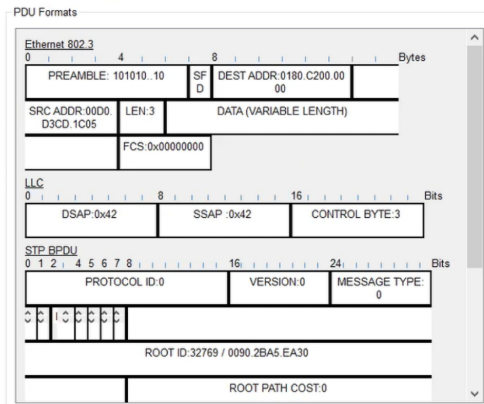 PDU Formats
Ethernet 802.3
0 4 8 Bytes
PREAMBLE: 101010..10 SF DEST ADDR:0180.C200.00
D 00
SRC ADDR:00D0. LEN:3 DATA (VARIABLE LENGTH)
D3CD.1C05
FCS:0x00000000
LLC
0 8 16 Bits
DSAP:0x42 SSAP :0x42 CONTROL BYTE:3
STP BPDU
0 1 2 4 5 6 7 8 16 24 Bits
PROTOCOL ID:0 VERSION:0 MESSAGE TYPE:
0
ROOT ID:32769 / 0090.2BA5.EA30
ROOT PATH COST:0